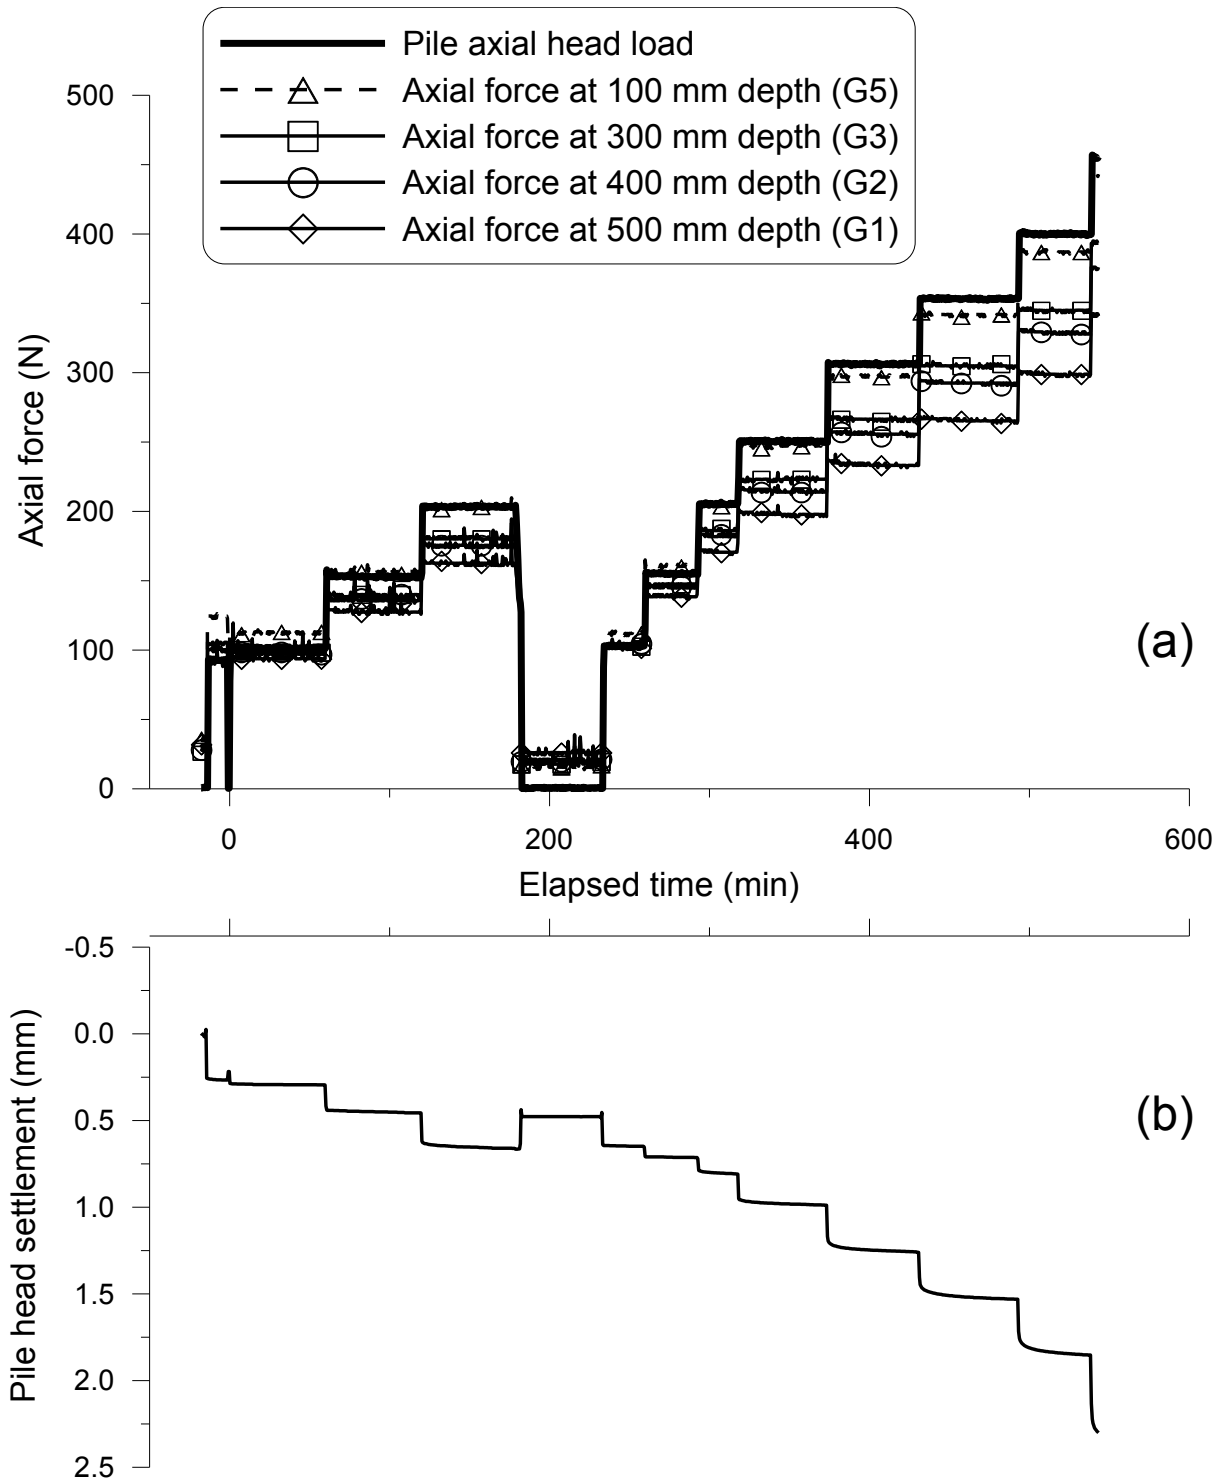 Pile axial head load
Axial force at 100 mm depth (G5)
Axial force at 300 mm depth (G3)
Axial force at 400 mm depth (G2)
Axial force at 500 mm depth (G1)
500
400
300
200
100
0
Axial force (N)
(a)
0
200
400
600
Elapsed time (min)
-0.5
0.0
0.5
1.0
1.5
2.0
2.5
Pile head settlement (mm)
(b)